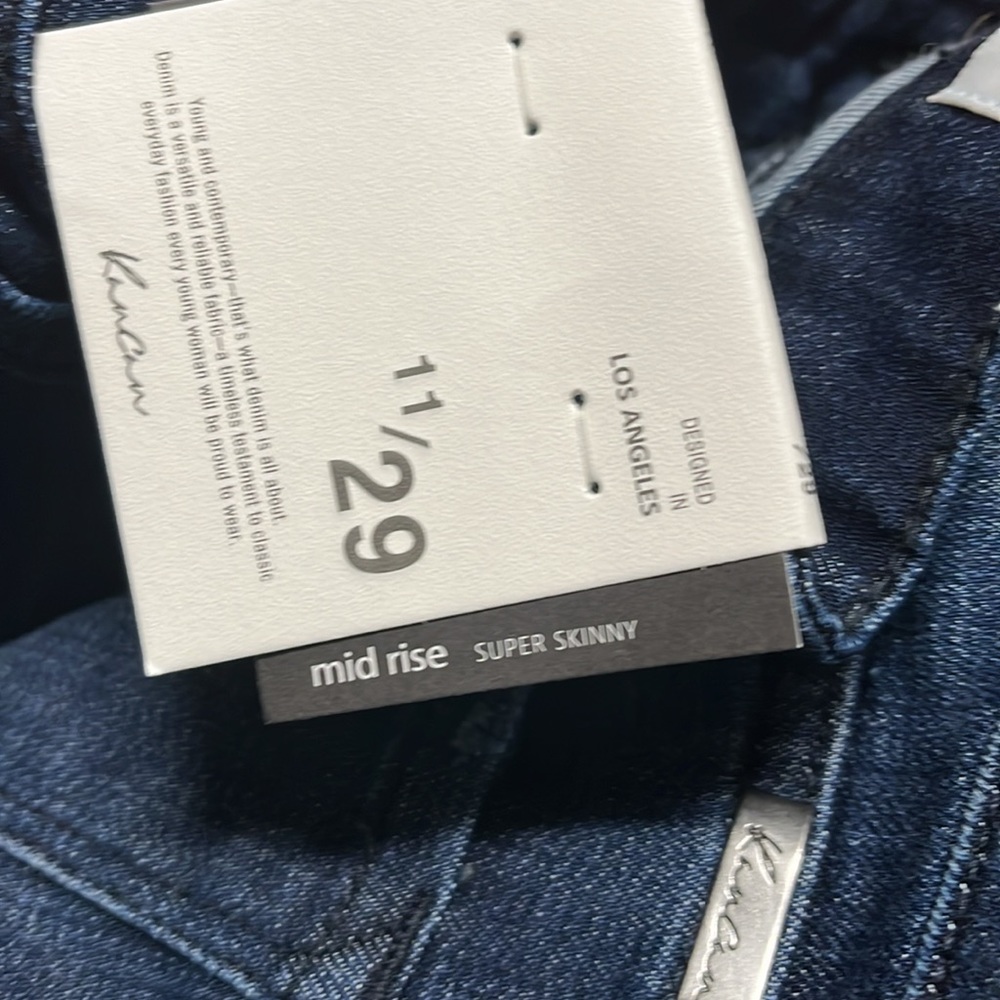 DESIGNED
IN
LOS ANGELES
11/29
Young and contemporary—that's what denim is all about.
Denim is a versatile and reliable fabric—a timeless testament to classic
everyday fashion every young woman will be proud to wear.
Kancan
mid rise SUPER SKINNY
/29
Kancan